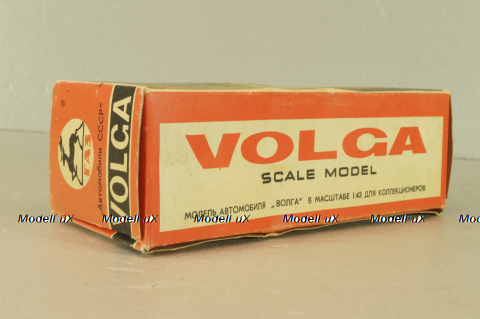 ГАЗ
Автомобили СССР
VOLGA
VOLGA
SCALE MODEL
МОДЕЛЬ АВТОМОБИЛЯ „ВОЛГА" В МАСШТАБЕ 1:43 ДЛЯ КОЛЛЕКЦИОНЕРОВ
Modell uX Modell uX Modell uX Modell uX Modell uX